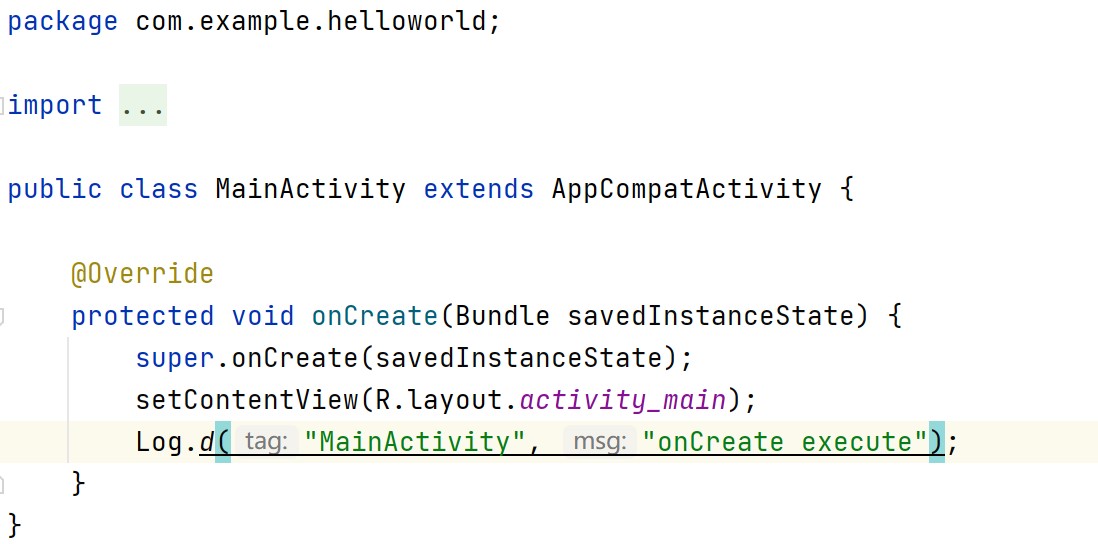 package com.example.helloworld;
import ...
public class MainActivity extends AppCompatActivity {
@Override
protected void onCreate(Bundle savedInstanceState) {
super.onCreate(savedInstanceState);
setContentView(R.layout.activity_main);
Log.d( tag: "MainActivity", msg: "onCreate execute");
}
}